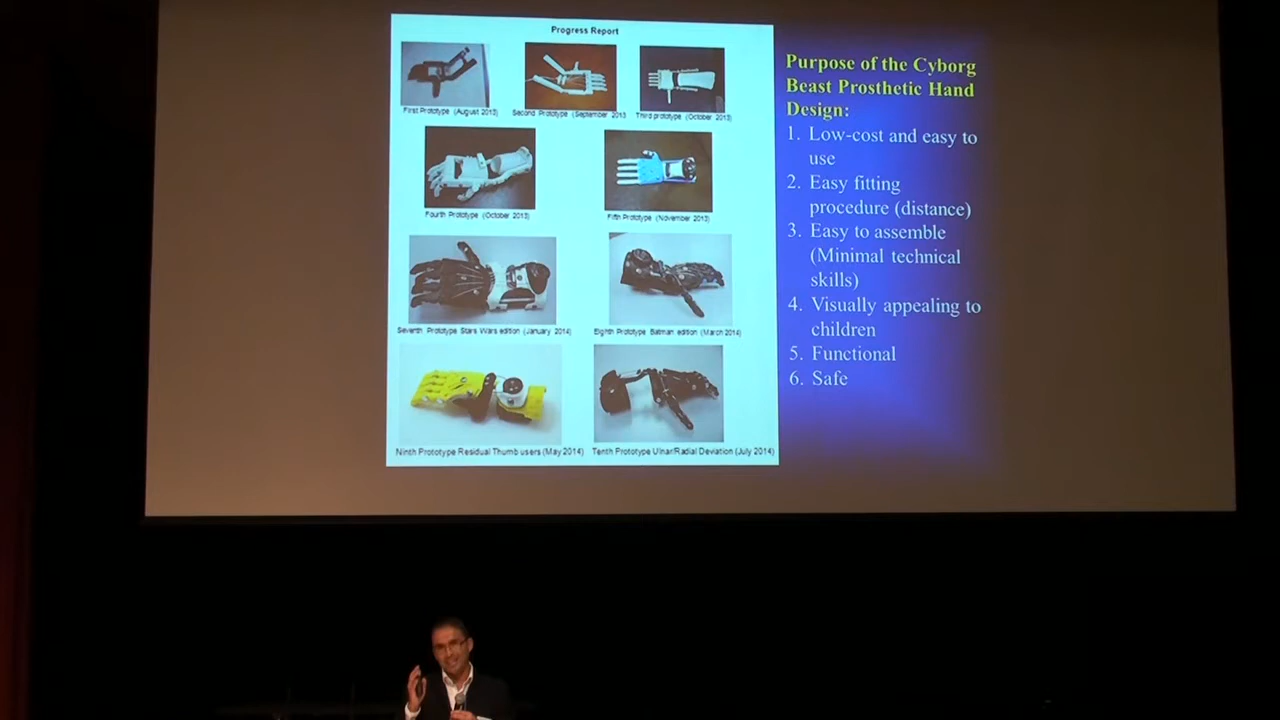 Progress Report
First Prototype (August 2013)
Second Prototype (September 2013
Third prototype (October 2013)
Fourth Prototype (October 2013)
Fifth Prototype (November 2013)
Seventh Prototype Stars Wars edition (January 2014)
Eighth Prototype Batman edition (March 2014)
Ninth Prototype Residual Thumb users (May 2014)
Tenth Prototype Ulnar/Radial Deviation (July 2014)
Purpose of the Cyborg
Beast Prosthetic Hand
Design:
1. Low-cost and easy to
use
2. Easy fitting
procedure (distance)
3. Easy to assemble
(Minimal technical
skills)
4. Visually appealing to
children
5. Functional
6. Safe